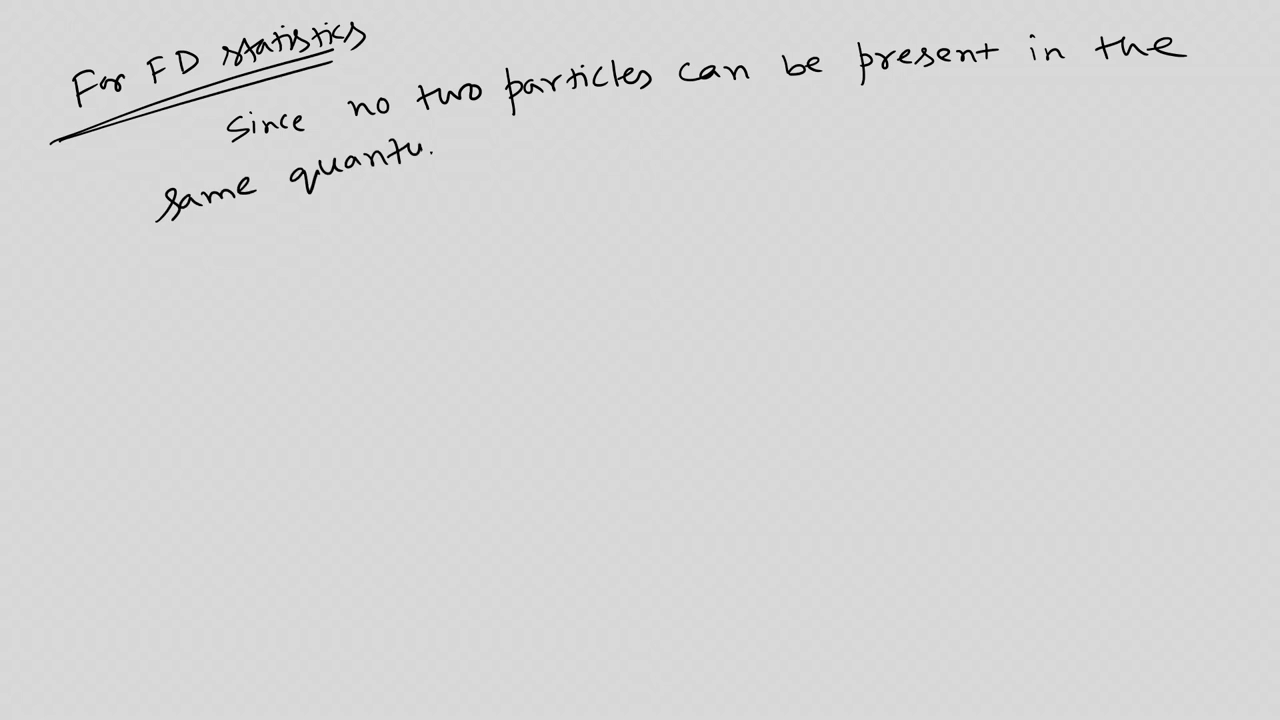 For FD statistics
since no two particles can be present in the
same quantu.